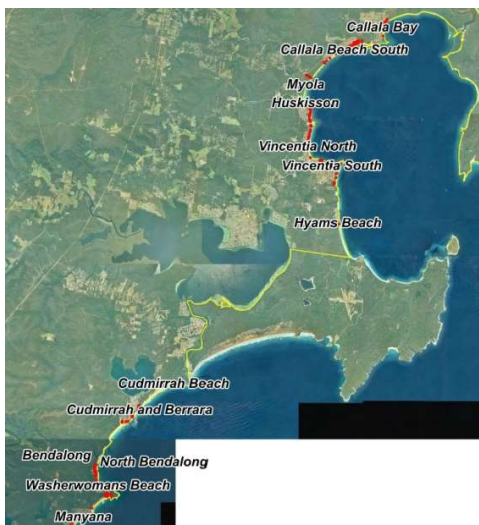 Callala Bay
Callala Beach South
Myola
Huskisson
Vincentia North
Vincentia South
Hyams Beach
Cudmirrah Beach
Cudmirrah and Berrara
Bendalong
North Bendalong
Washerwomans Beach
Manyana